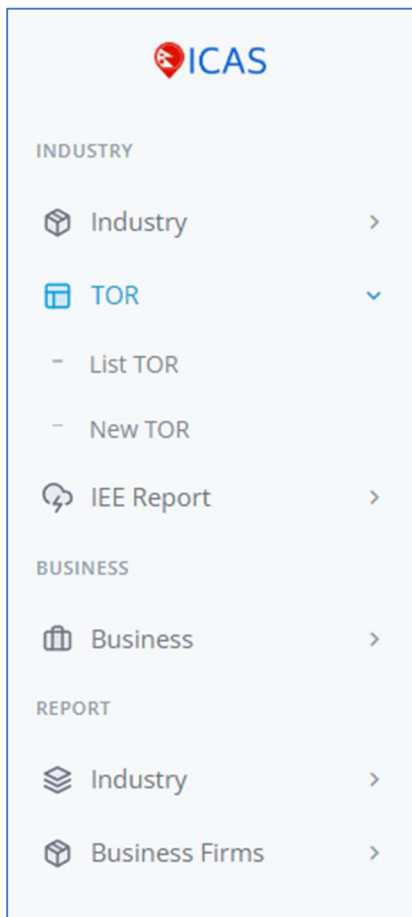 ICAS
INDUSTRY
Industry
TOR
List TOR
New TOR
IEE Report
BUSINESS
Business
REPORT
Industry
Business Firms